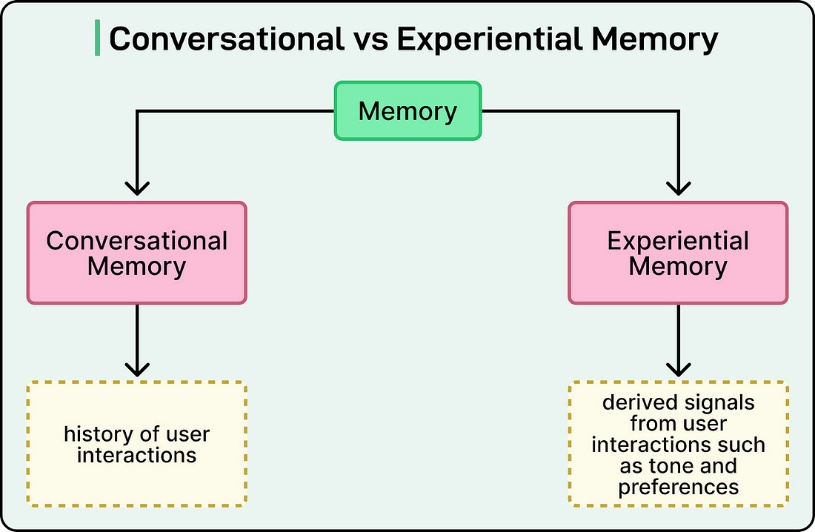 Conversational vs Experiential Memory
Memory
Conversational
Memory
Experiential
Memory
history of user
interactions
derived signals
from user
interactions such
as tone and
preferences